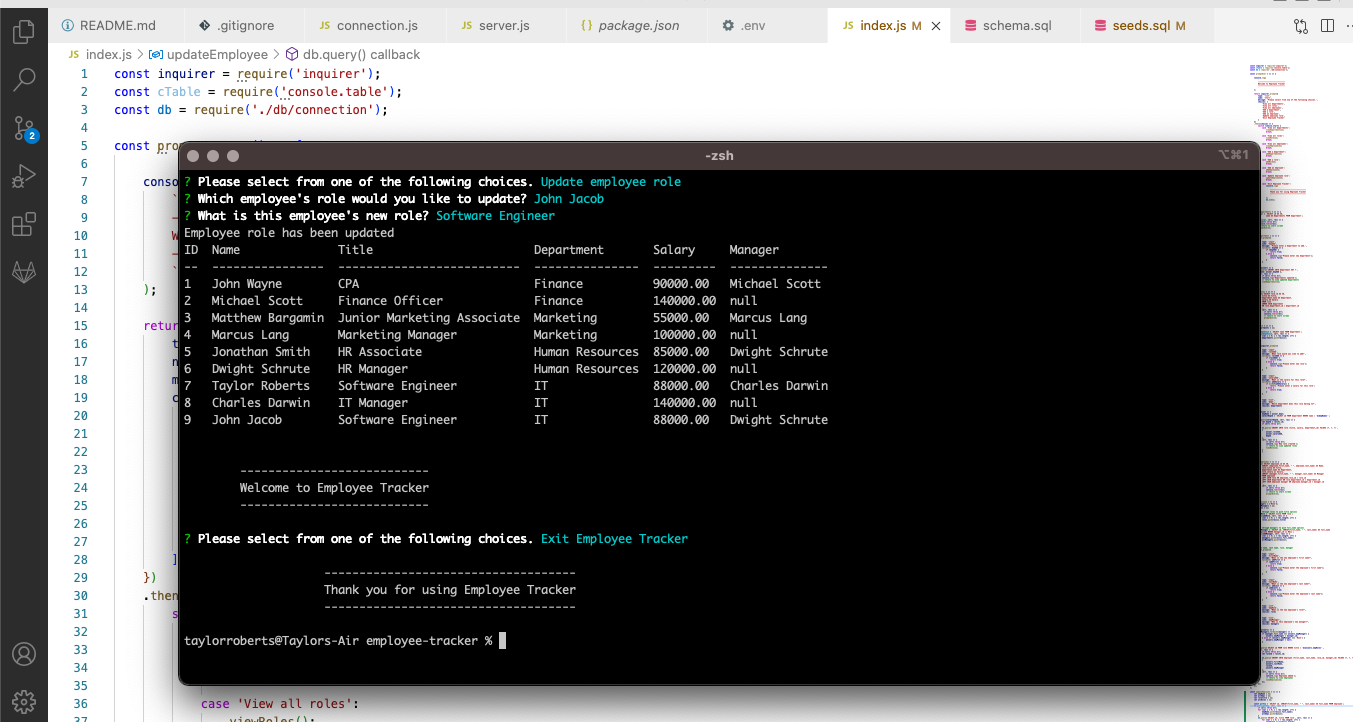 README.md .gitignore JS connection.js JS server.js {} package.json .env JS index.js M schema.sql seeds.sql M
JS index.js > updateEmployee > db.query() callback
1 const inquirer = require('inquirer');
2 const cTable = require('console.table');
3 const db = require('./db/connection');
4
5 const
6
7
8
9
10
11
12
13 );
14
15
16
17
18
19
20
21
22
23
24
25
26
27
28 ]
29 })
30 .then
31
32
33
34
35
36 case 'View all roles':
37 viewRoles();
2
-zsh ⌥⌘1
? Please select from one of the following choices. Update employee role
? Which employee's role would you like to update? John Jacob
? What is this employee's new role? Software Engineer
Employee role has been updated
ID Name Title Department Salary Manager
-- ---------------- -------------------------- --------------- --------- --------------
1 John Wayne CPA Finance 90000.00 Michael Scott
2 Michael Scott Finance Officer Finance 140000.00 null
3 Matthew Bargamin Junior Marketing Associate Marketing 55000.00 Marcus Lang
4 Marcus Lang Marketing Manager Marketing 100000.00 null
5 Jonathan Smith HR Associate Human Resources 85000.00 Dwight Schrute
6 Dwight Schrute HR Manager Human Resources 120000.00 null
7 Taylor Roberts Software Engineer IT 88000.00 Charles Darwin
8 Charles Darwin IT Manager IT 140000.00 null
9 John Jacob Software Engineer IT 88000.00 Dwight Schrute
---------------------------
Welcome to Employee Tracker
---------------------------
? Please select from one of the following choices. Exit Employee Tracker
------------------------------------
Thank you for using Employee Tracker
------------------------------------
taylorroberts@Taylors-Air employee-tracker %